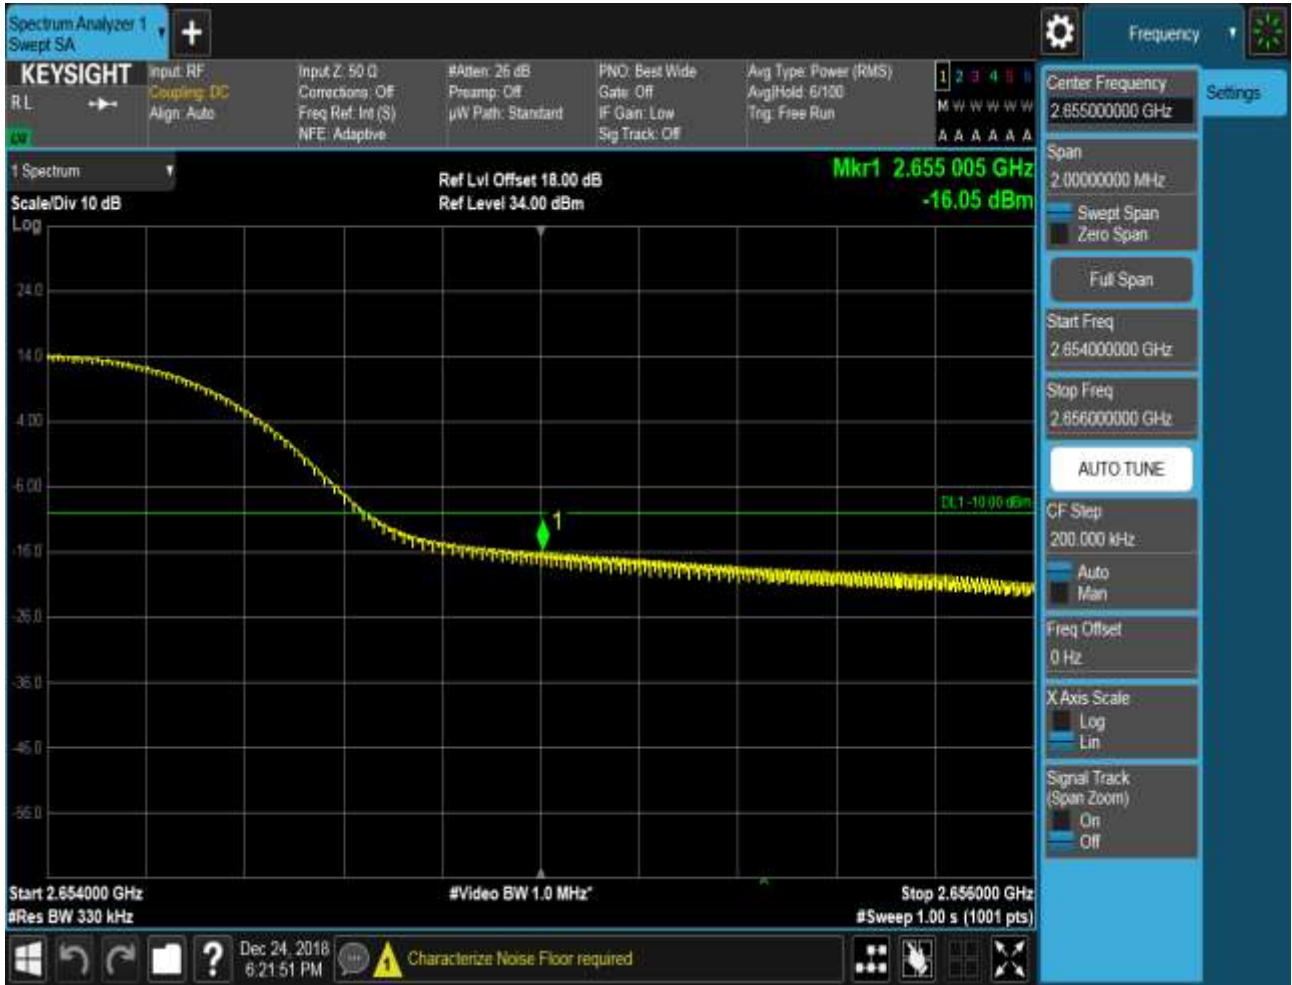 Spectrum Analyzer 1
Swept SA
Frequency
KEYSIGHT
R L
LXI
Input: RF
Coupling: DC
Align: Auto
Input Z: 50 Ω
Corrections: Off
Freq Ref: Int (S)
NFE: Adaptive
#Atten: 26 dB
Preamp: Off
µW Path: Standard
PNO: Best Wide
Gate: Off
IF Gain: Low
Sig Track: Off
Avg Type: Power (RMS)
Avg|Hold: 6/100
Trig: Free Run
1 2 3 4 5 6
M W W W W W
A A A A A A
Settings
Center Frequency
2.655000000 GHz
Span
2.00000000 MHz
Swept Span
Zero Span
Full Span
Start Freq
2.654000000 GHz
Stop Freq
2.656000000 GHz
AUTO TUNE
CF Step
200.000 kHz
Auto
Man
Freq Offset
0 Hz
X Axis Scale
Log
Lin
Signal Track
(Span Zoom)
On
Off
1 Spectrum
Scale/Div 10 dB
Log
Ref Lvl Offset 18.00 dB
Ref Level 34.00 dBm
Mkr1 2.655 005 GHz
-16.05 dBm
24.0
14.0
4.00
-6.00
DL1 -10.00 dBm
1
-16.0
-26.0
-36.0
-46.0
-56.0
Start 2.654000 GHz
#Video BW 1.0 MHz*
Stop 2.656000 GHz
#Res BW 330 kHz
#Sweep 1.00 s (1001 pts)
?
Dec 24, 2018
6:21:51 PM
1
Characterize Noise Floor required